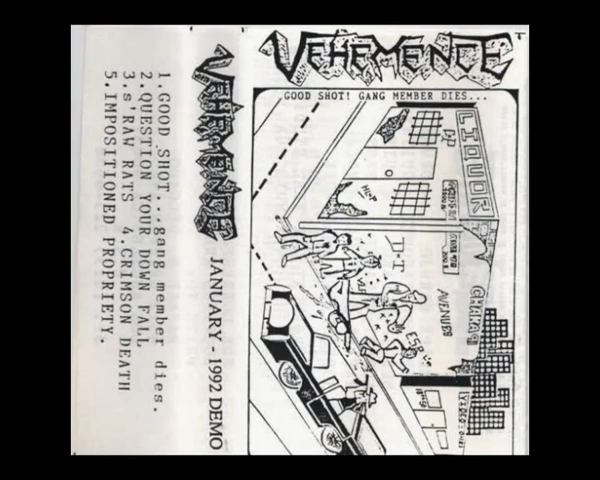 1. GOOD SHOT...gang member dies.
2. QUESTION YOUR DOWN FALL
3. s'RAW RATS 4. CRIMSON DEATH
5. IMPOSITIONED PROPRIETY.
VEHEMENCE
JANUARY - 1992 DEMO
VEHEMENCE
GOOD SHOT! GANG MEMBER DIES...
LIQUOR
AVENUES